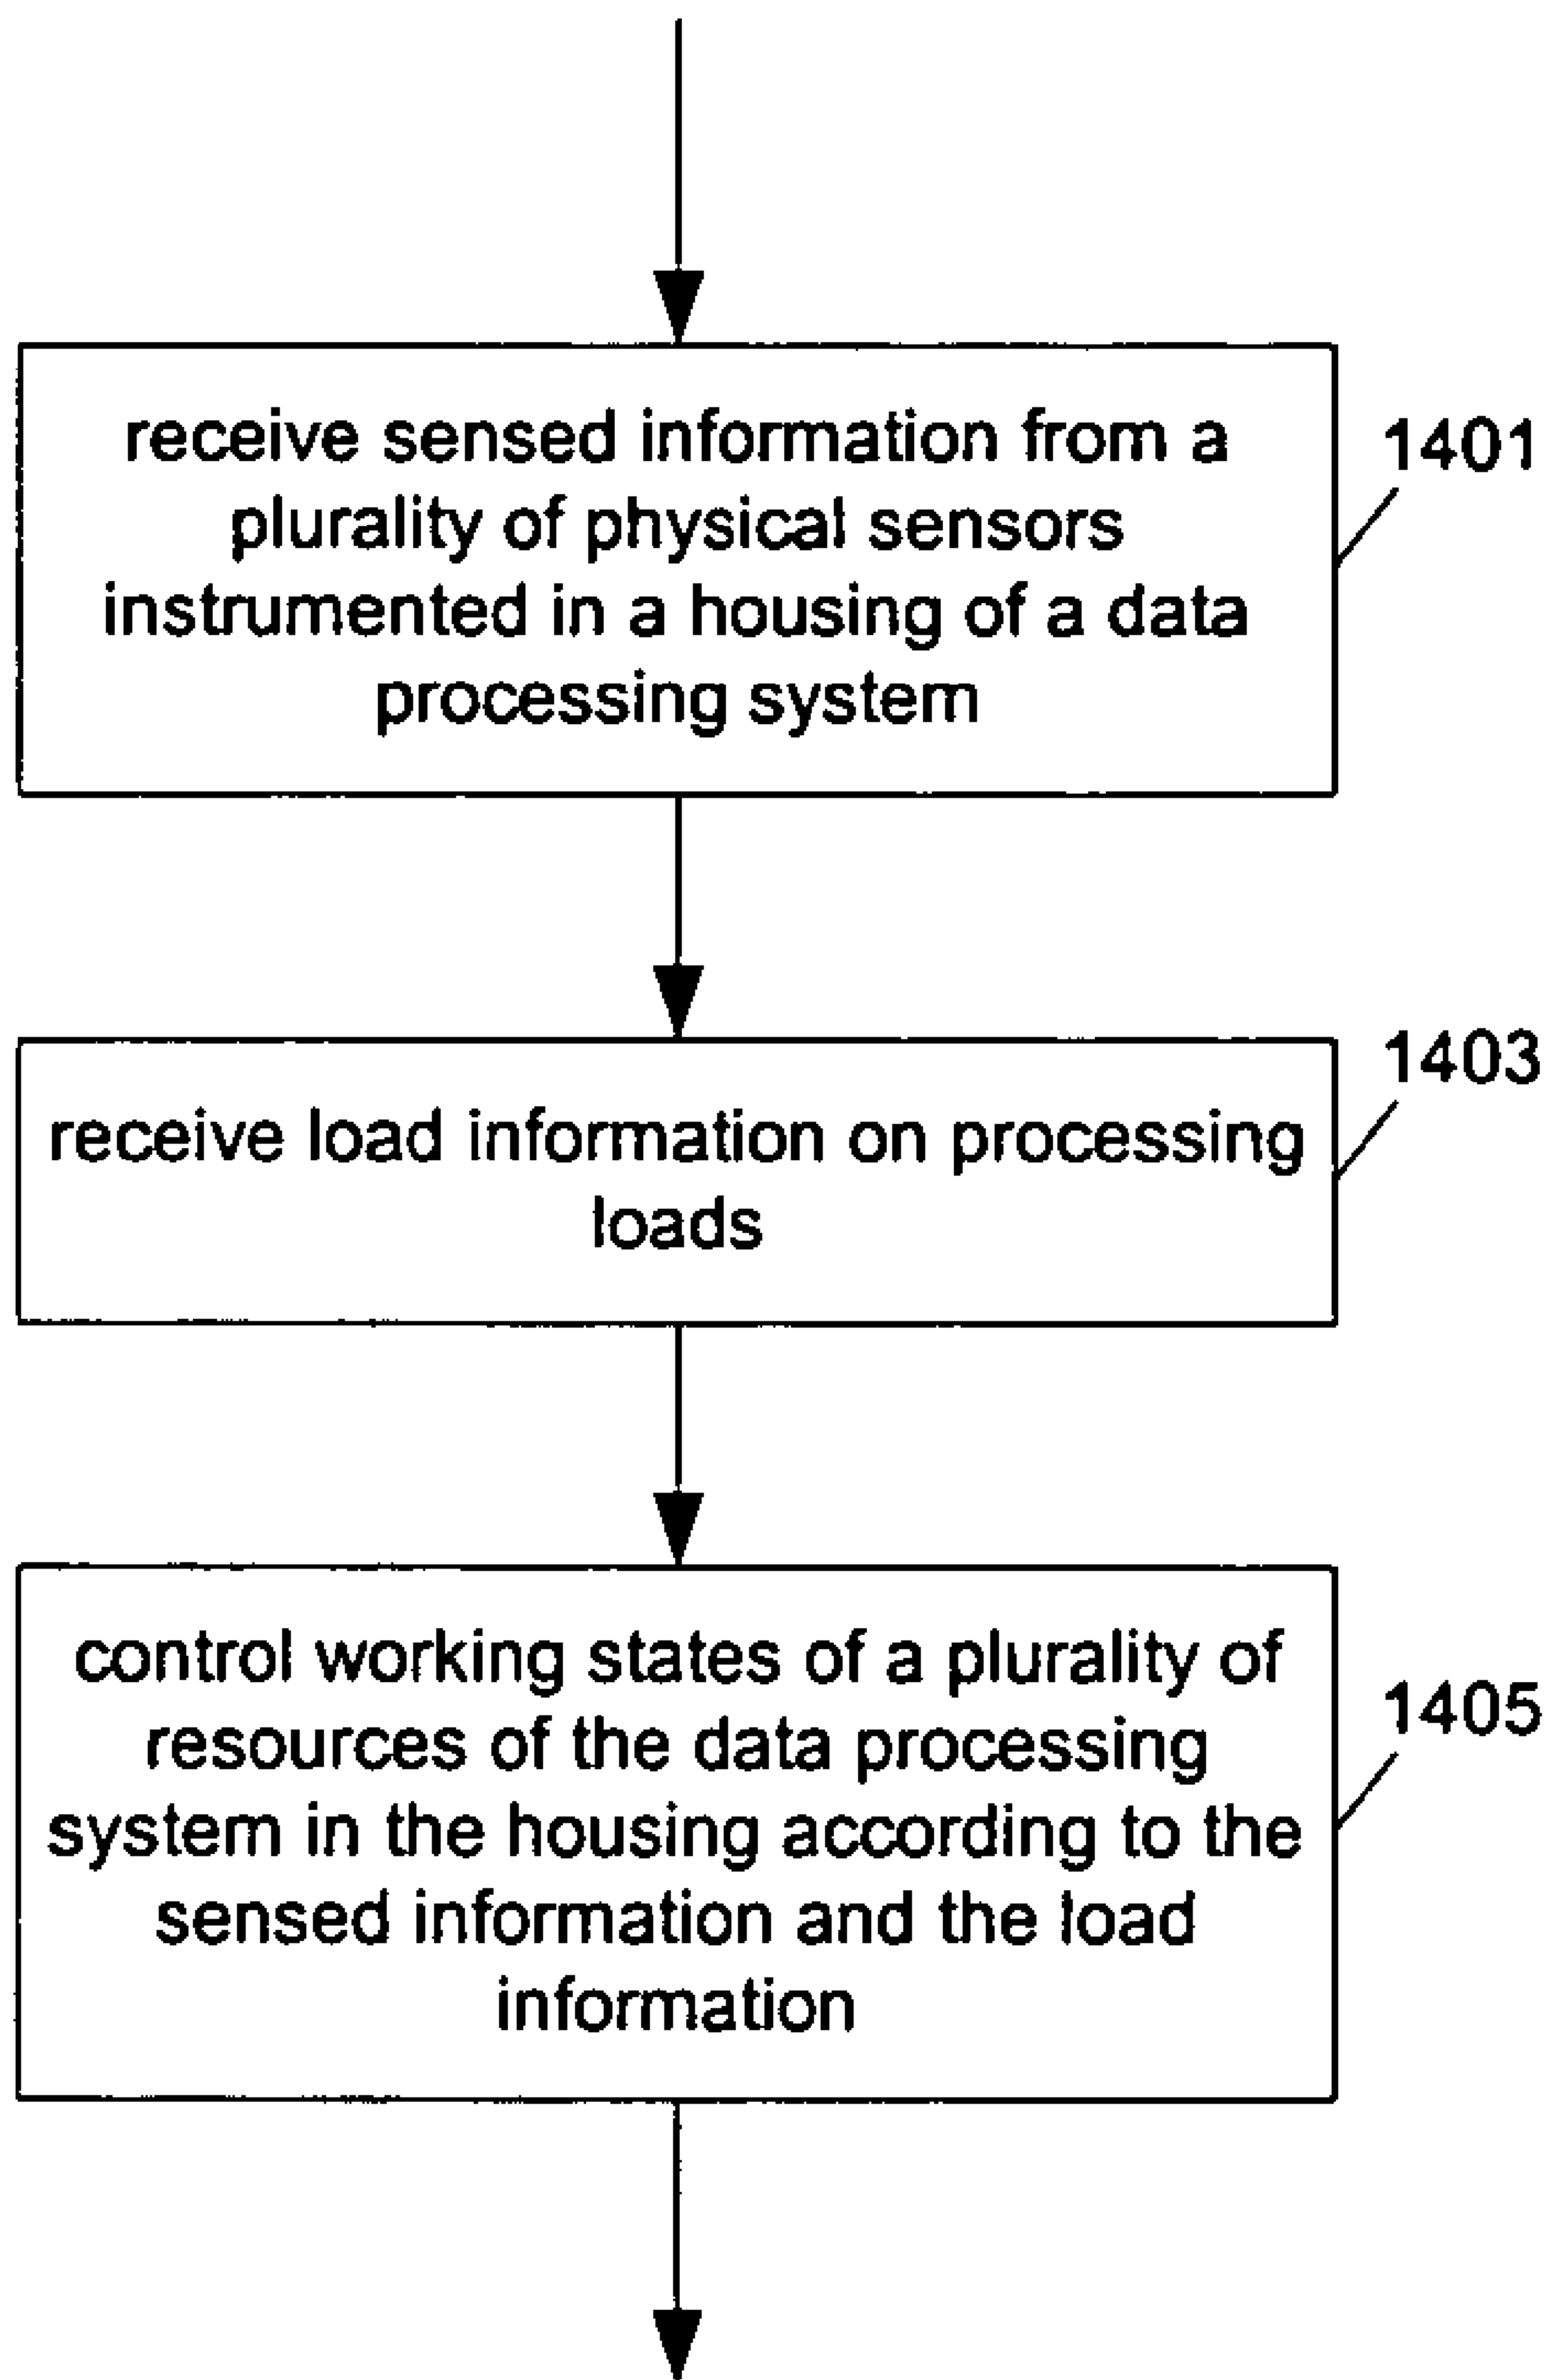 receive sensed information from a
plurality of physical sensors
instrumented in a housing of a data
processing system
1401
receive load information on processing
loads
1403
control working states of a plurality of
resources of the data processing
system in the housing according to the
sensed information and the load
information
1405